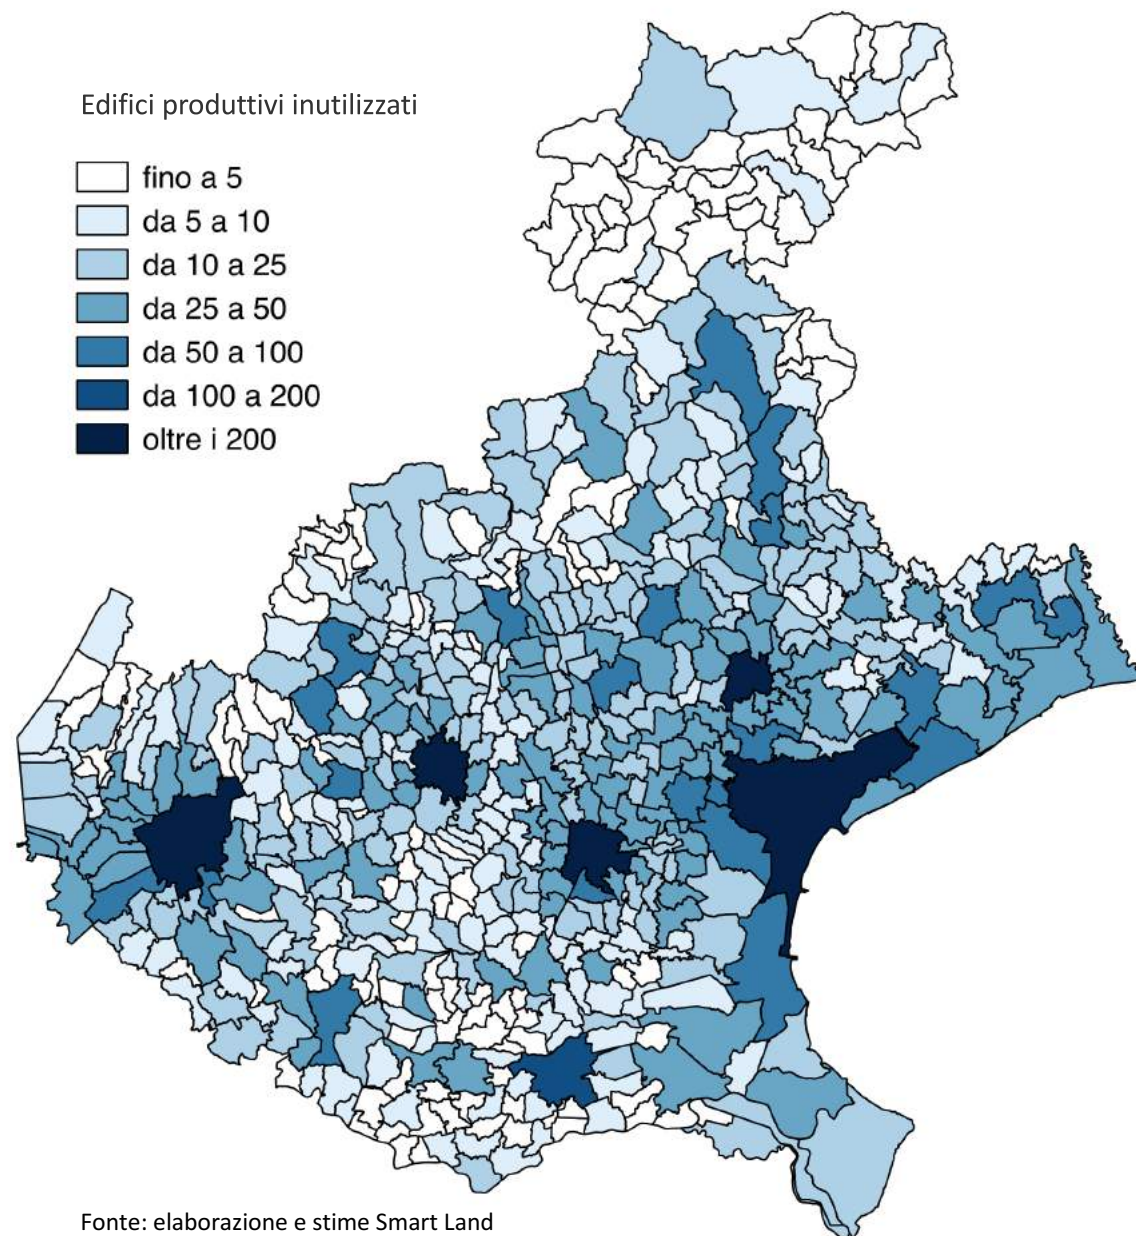 Edifici produttivi inutilizzati
fino a 5
da 5 a 10
da 10 a 25
da 25 a 50
da 50 a 100
da 100 a 200
oltre i 200
Fonte: elaborazione e stime Smart Land